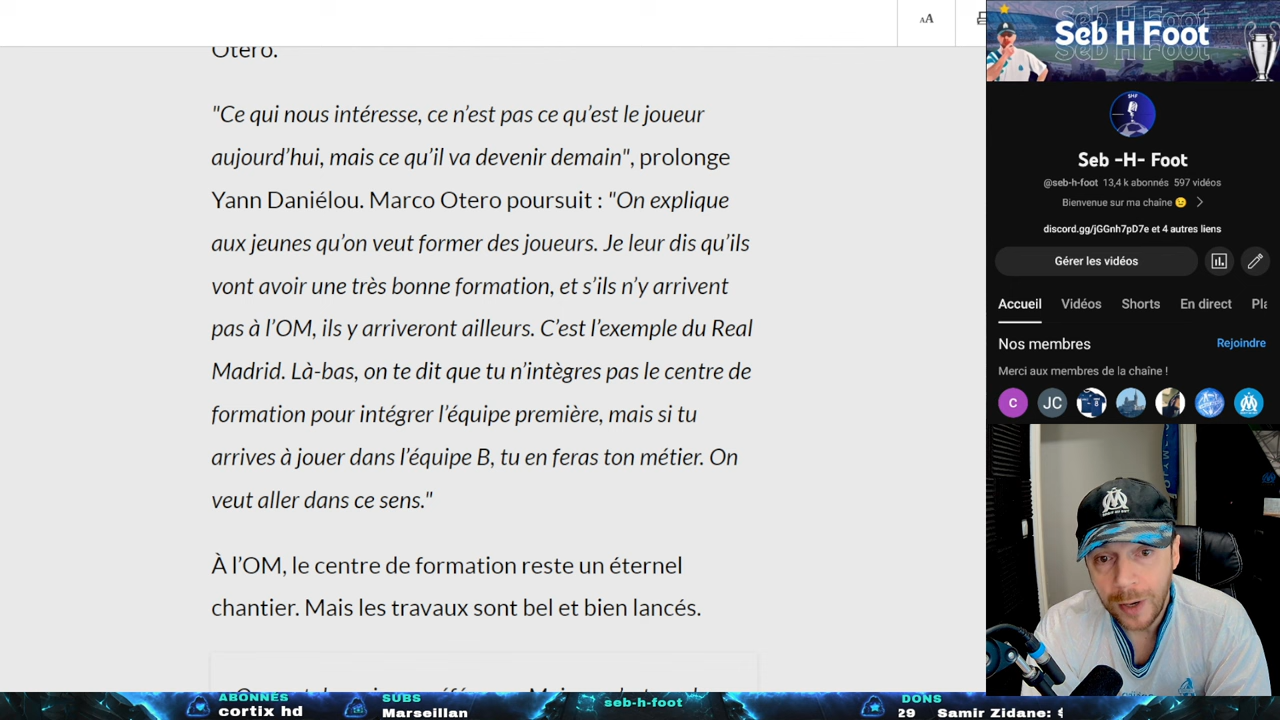 Otero.
"Ce qui nous intéresse, ce n'est pas ce qu'est le joueur
aujourd'hui, mais ce qu'il va devenir demain", prolonge
Yann Daniélou. Marco Otero poursuit : "On explique
aux jeunes qu'on veut former des joueurs. Je leur dis qu'ils
vont avoir une très bonne formation, et s'ils n'y arrivent
pas à l'OM, ils y arriveront ailleurs. C'est l'exemple du Real
Madrid. Là-bas, on te dit que tu n'intègres pas le centre de
formation pour intégrer l'équipe première, mais si tu
arrives à jouer dans l'équipe B, tu en feras ton métier. On
veut aller dans ce sens."
À l'OM, le centre de formation reste un éternel
chantier. Mais les travaux sont bel et bien lancés.
AA
Seb H Foot
SHF
Seb -H- Foot
@seb-h-foot 13,4 k abonnés 597 vidéos
Bienvenue sur ma chaîne
discord.gg/jGGnh7pD7e et 4 autres liens
Gérer les vidéos
Accueil Vidéos Shorts En direct Pla
Nos membres Rejoindre
Merci aux membres de la chaîne !
C JC
ABONNÉS
cortix hd
SUBS
Marseillan
seb-h-foot
DONS
29 Samir Zidane: